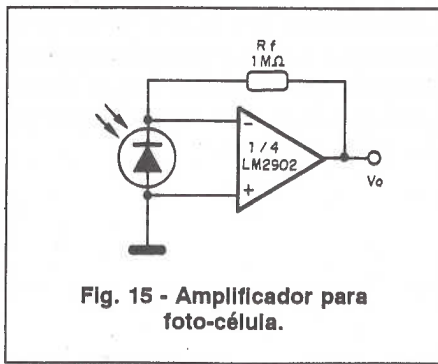 Rf
1MΩ
-
1/4
LM2902
+
Vo
Fig. 15 - Amplificador para
foto-célula.